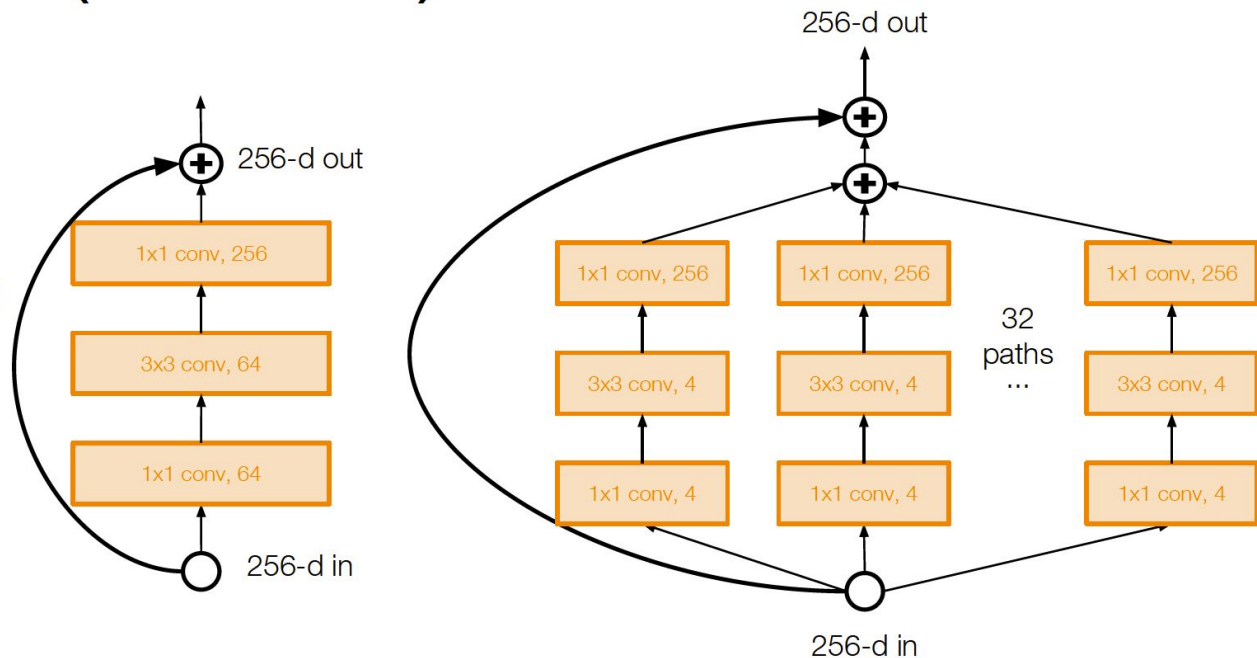 256-d out
1x1 conv, 256
3x3 conv, 64
1x1 conv, 64
256-d in
256-d out
1x1 conv, 256
1x1 conv, 256
1x1 conv, 256
32
paths
...
3x3 conv, 4
3x3 conv, 4
3x3 conv, 4
1x1 conv, 4
1x1 conv, 4
1x1 conv, 4
256-d in